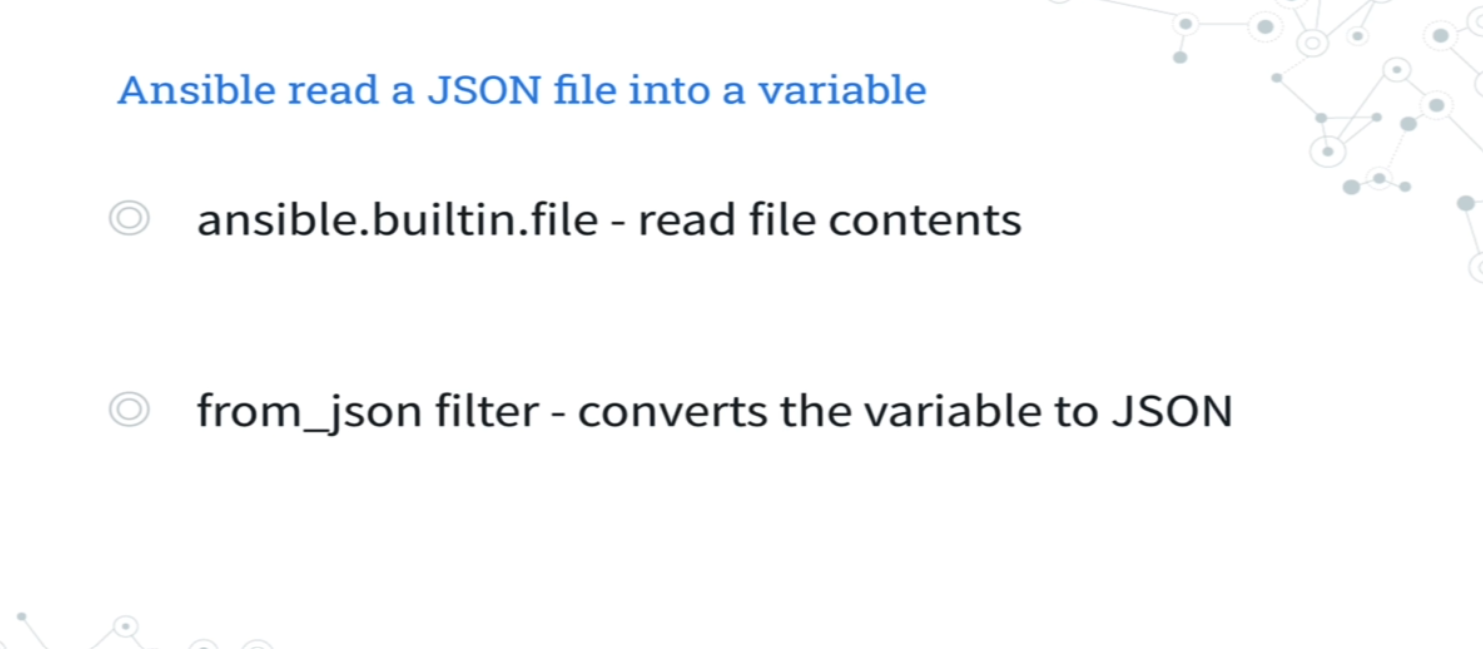 Ansible read a JSON file into a variable
ansible.builtin.file - read file contents
from_json filter - converts the variable to JSON